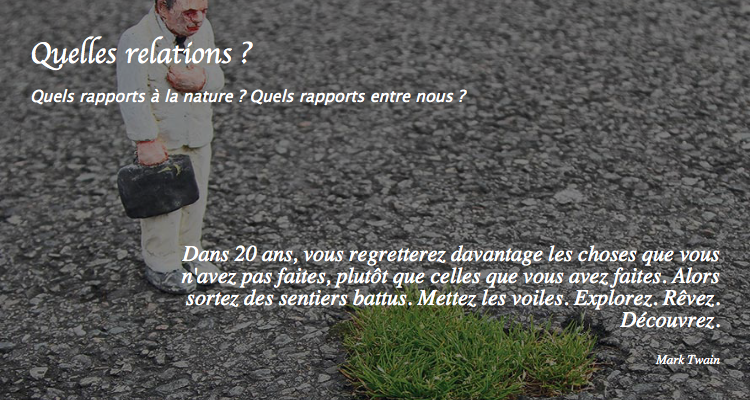 Quelles relations ?
Quels rapports à la nature ? Quels rapports entre nous ?
Dans 20 ans, vous regretterez davantage les choses que vous
n'avez pas faites, plutôt que celles que vous avez faites. Alors
sortez des sentiers battus. Mettez les voiles. Explorez. Rêvez.
Découvrez.
Mark Twain